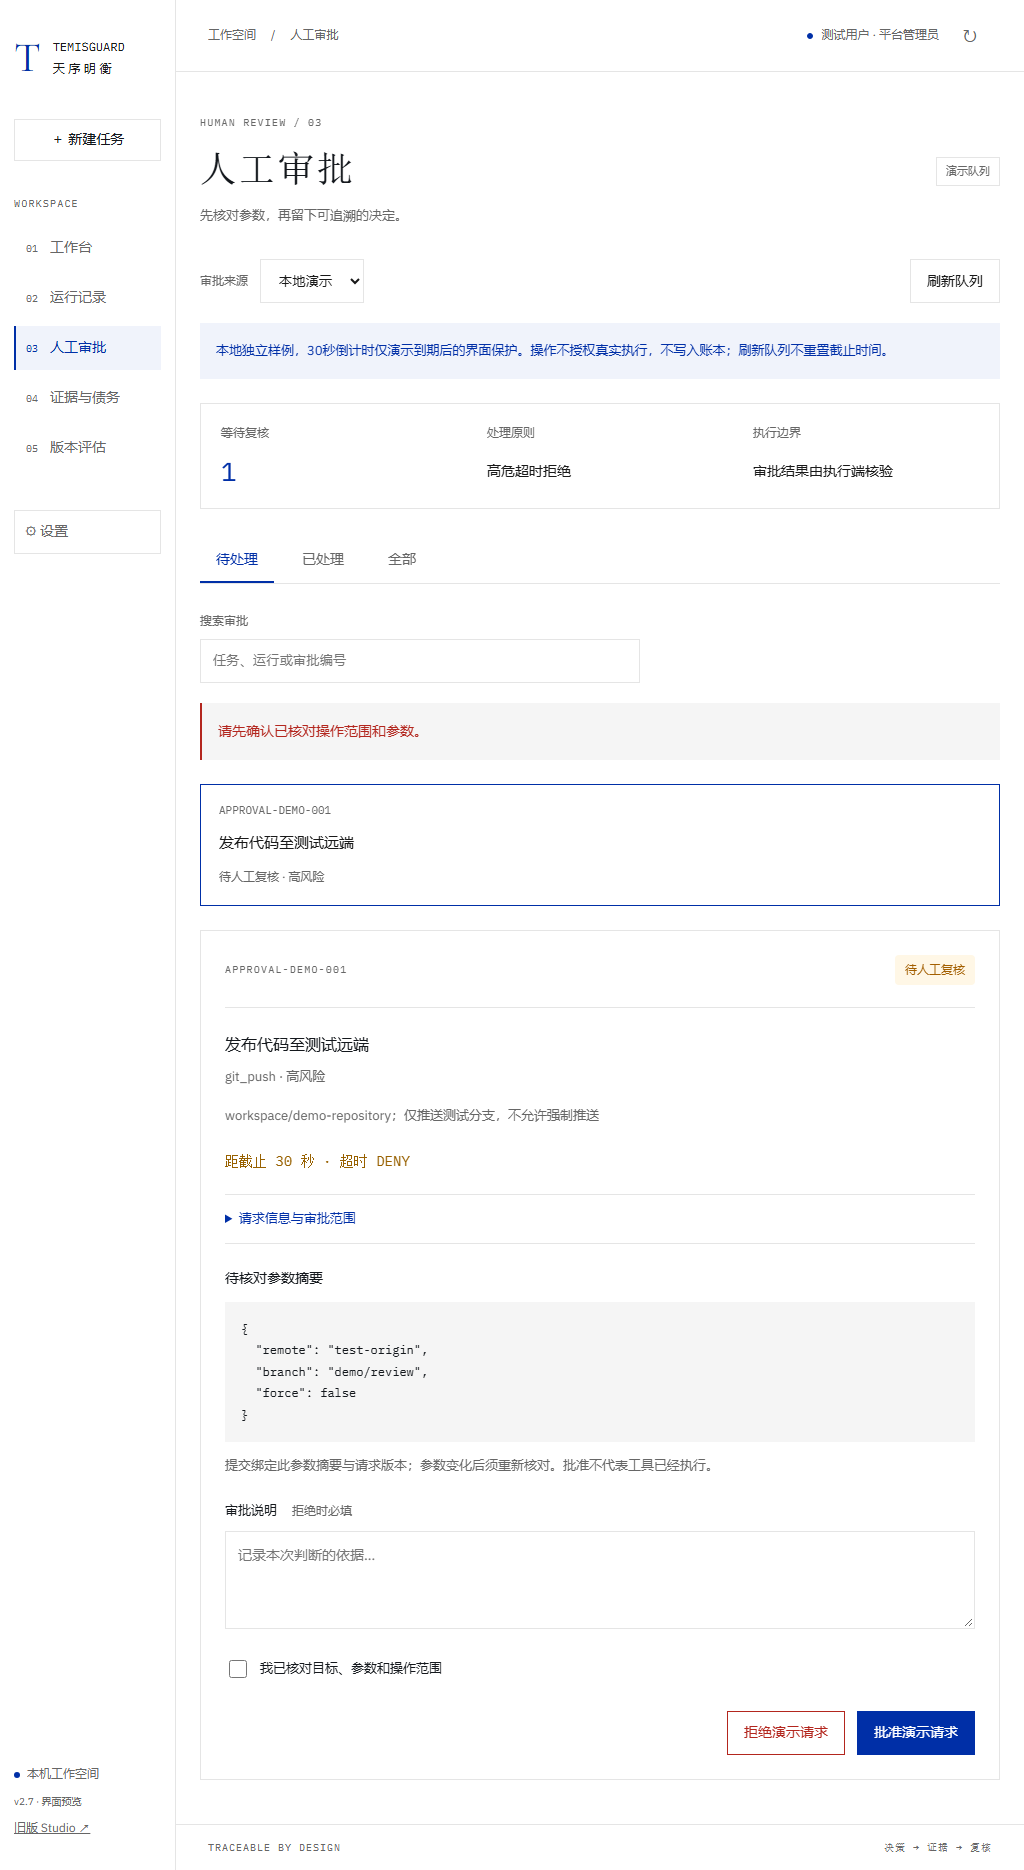 T TEMISGUARD
天序明衡
+ 新建任务
WORKSPACE
01 工作台
02 运行记录
03 人工审批
04 证据与债务
05 版本评估
⚙ 设置
本机工作空间
v2.7 · 界面预览
旧版 Studio ↗
工作空间 / 人工审批
测试用户 · 平台管理员 ↻
HUMAN REVIEW / 03
人工审批
演示队列
先核对参数，再留下可追溯的决定。
审批来源 本地演示 刷新队列
本地独立样例，30秒倒计时仅演示到期后的界面保护。操作不授权真实执行，不写入账本；刷新队列不重置截止时间。
等待复核 处理原则 执行边界
1 高危超时拒绝 审批结果由执行端核验
待处理 已处理 全部
搜索审批
任务、运行或审批编号
请先确认已核对操作范围和参数。
APPROVAL-DEMO-001
发布代码至测试远端
待人工复核 · 高风险
APPROVAL-DEMO-001 待人工复核
发布代码至测试远端
git_push · 高风险
workspace/demo-repository；仅推送测试分支，不允许强制推送
距截止 30 秒 · 超时 DENY
▶ 请求信息与审批范围
待核对参数摘要
{
  "remote": "test-origin",
  "branch": "demo/review",
  "force": false
}
提交绑定此参数摘要与请求版本；参数变化后须重新核对。批准不代表工具已经执行。
审批说明 拒绝时必填
记录本次判断的依据...
我已核对目标、参数和操作范围
拒绝演示请求 批准演示请求
TRACEABLE BY DESIGN 决策 → 证据 → 复核